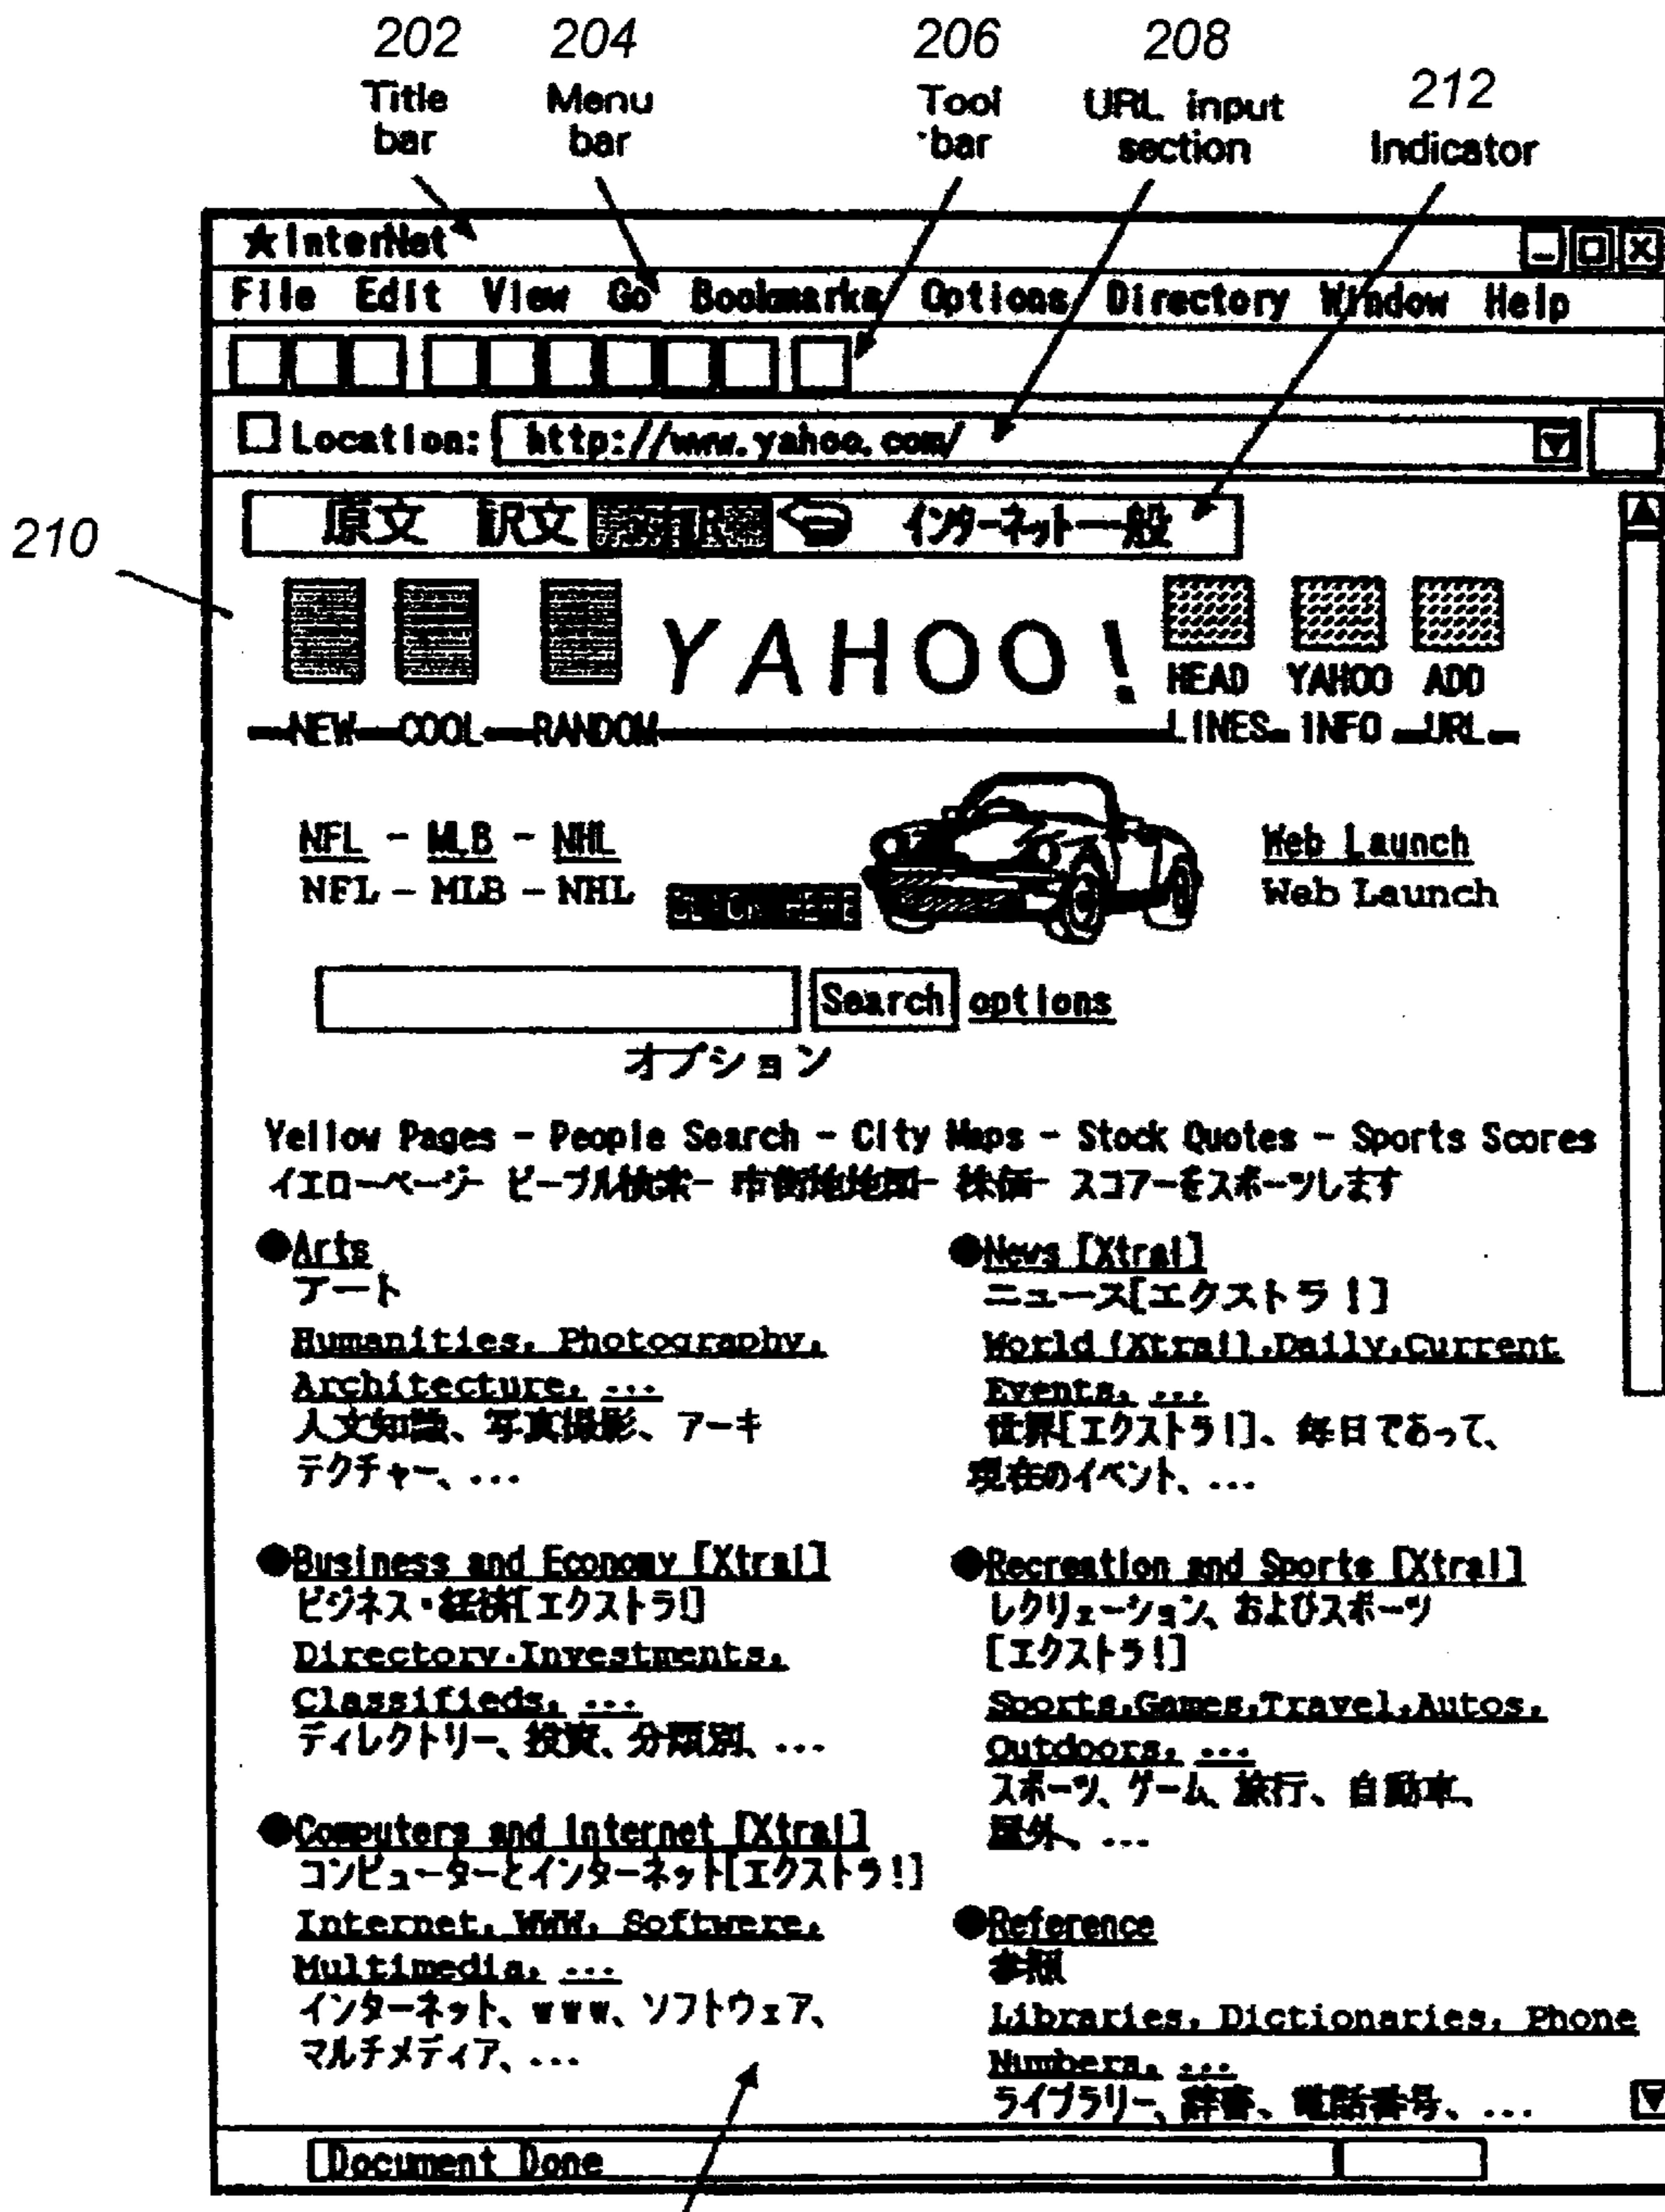 202 204 206 208 212
Title bar
Menu bar
Tool bar
URL input section
Indicator
★InterNet
File Edit View Go Bookmarks Options Directory Window Help
Location: http://www.yahoo.com/
210
原文 訳文 インターネット一般
YAHOO!
HEAD YAHOO ADD
NEW COOL RANDOM LINES INFO URL
NFL - MLB - NHL Web Launch
NFL - MLB - NHL Web Launch
Search options
オプション
Yellow Pages - People Search - City Maps - Stock Quotes - Sports Scores
イエローページ- ピープル検索- 市街地地図- 株価- スコアーをスポーツします
●Arts
アート
Humanities, Photography,
Architecture, ...
人文知識、写真撮影、アーキ
テクチャー、...
●Business and Economy [Xtra!]
ビジネス・経済[エクストラ!]
Directory.Investments,
Classifieds, ...
ディレクトリー、投資、分類別、...
●Computers and Internet [Xtra!]
コンピューターとインターネット[エクストラ!]
Internet, WWW, Softwere,
Multimedia, ...
インターネット、www、ソフトウェア、
マルチメディア、...
●News [Xtra!]
ニュース[エクストラ!]
World (Xtra!),Daily,Current
Events, ...
世界[エクストラ!]、毎日であって、
現在のイベント、...
●Recreation and Sports [Xtra!]
レクリェーション、およびスポーツ
[エクストラ!]
Sports,Games,Travel,Autos,
Outdoors, ...
スポーツ、ゲーム、旅行、自動車、
屋外、...
●Reference
参照
Libraries, Dictionaries, Phone
Numbers, ...
ライブラリー、辞書、電話番号、...
Document Done